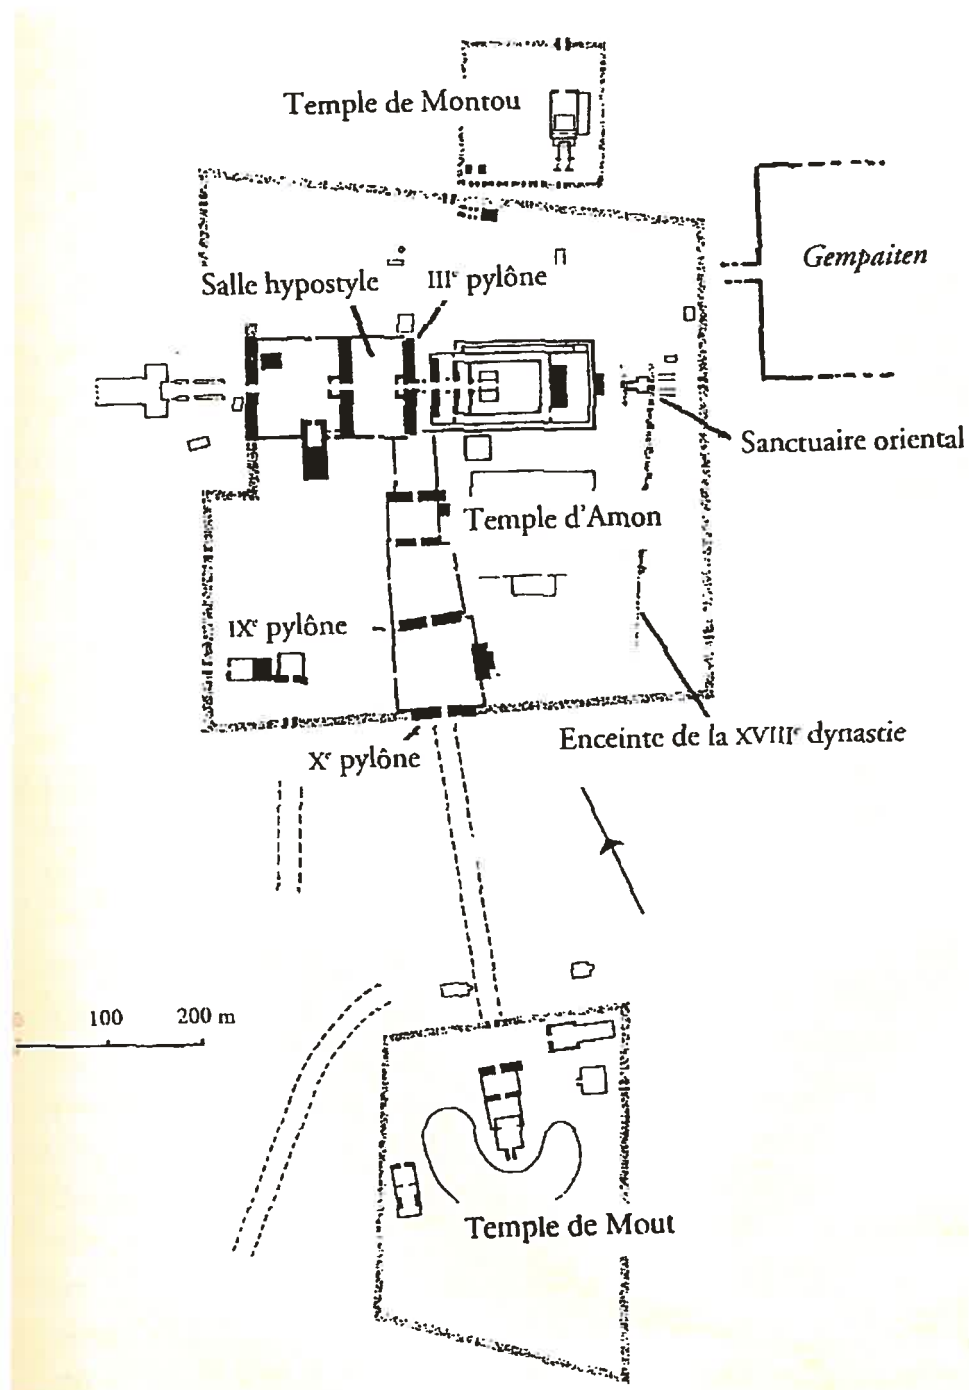 Temple de Montou
Gempaiten
Salle hypostyle
IIIe pylône
Sanctuaire oriental
Temple d'Amon
IXe pylône
Enceinte de la XVIIIe dynastie
Xe pylône
100 200 m
Temple de Mout